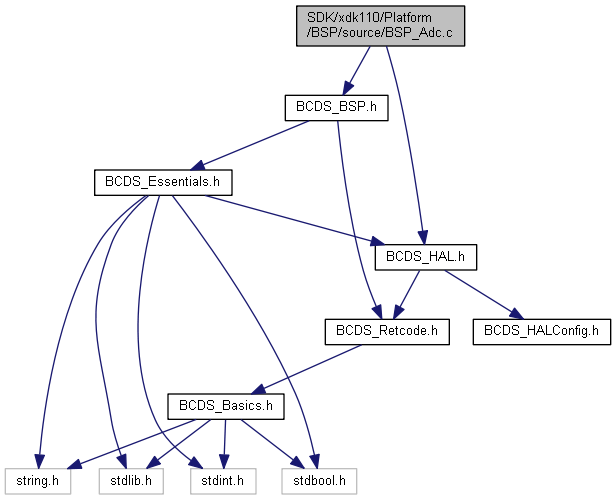 SDK/xdk110/Platform
/BSP/source/BSP_Adc.c
BCDS_BSP.h
BCDS_Essentials.h
BCDS_HAL.h
BCDS_Retcode.h
BCDS_HALConfig.h
BCDS_Basics.h
string.h
stdlib.h
stdint.h
stdbool.h